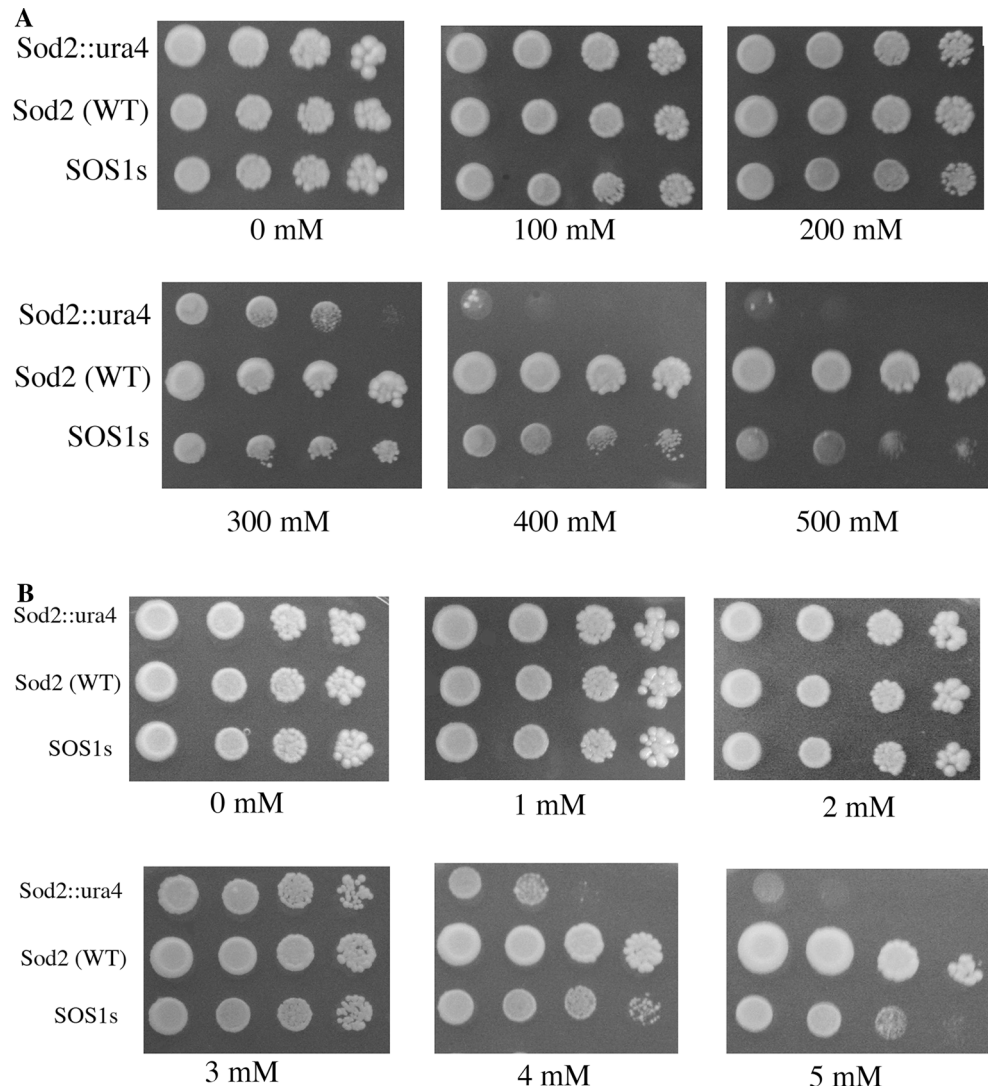 A
Sod2::ura4
Sod2 (WT)
SOS1s
0 mM
100 mM
200 mM
Sod2::ura4
Sod2 (WT)
SOS1s
300 mM
400 mM
500 mM
B
Sod2::ura4
Sod2 (WT)
SOS1s
0 mM
1 mM
2 mM
Sod2::ura4
Sod2 (WT)
SOS1s
3 mM
4 mM
5 mM